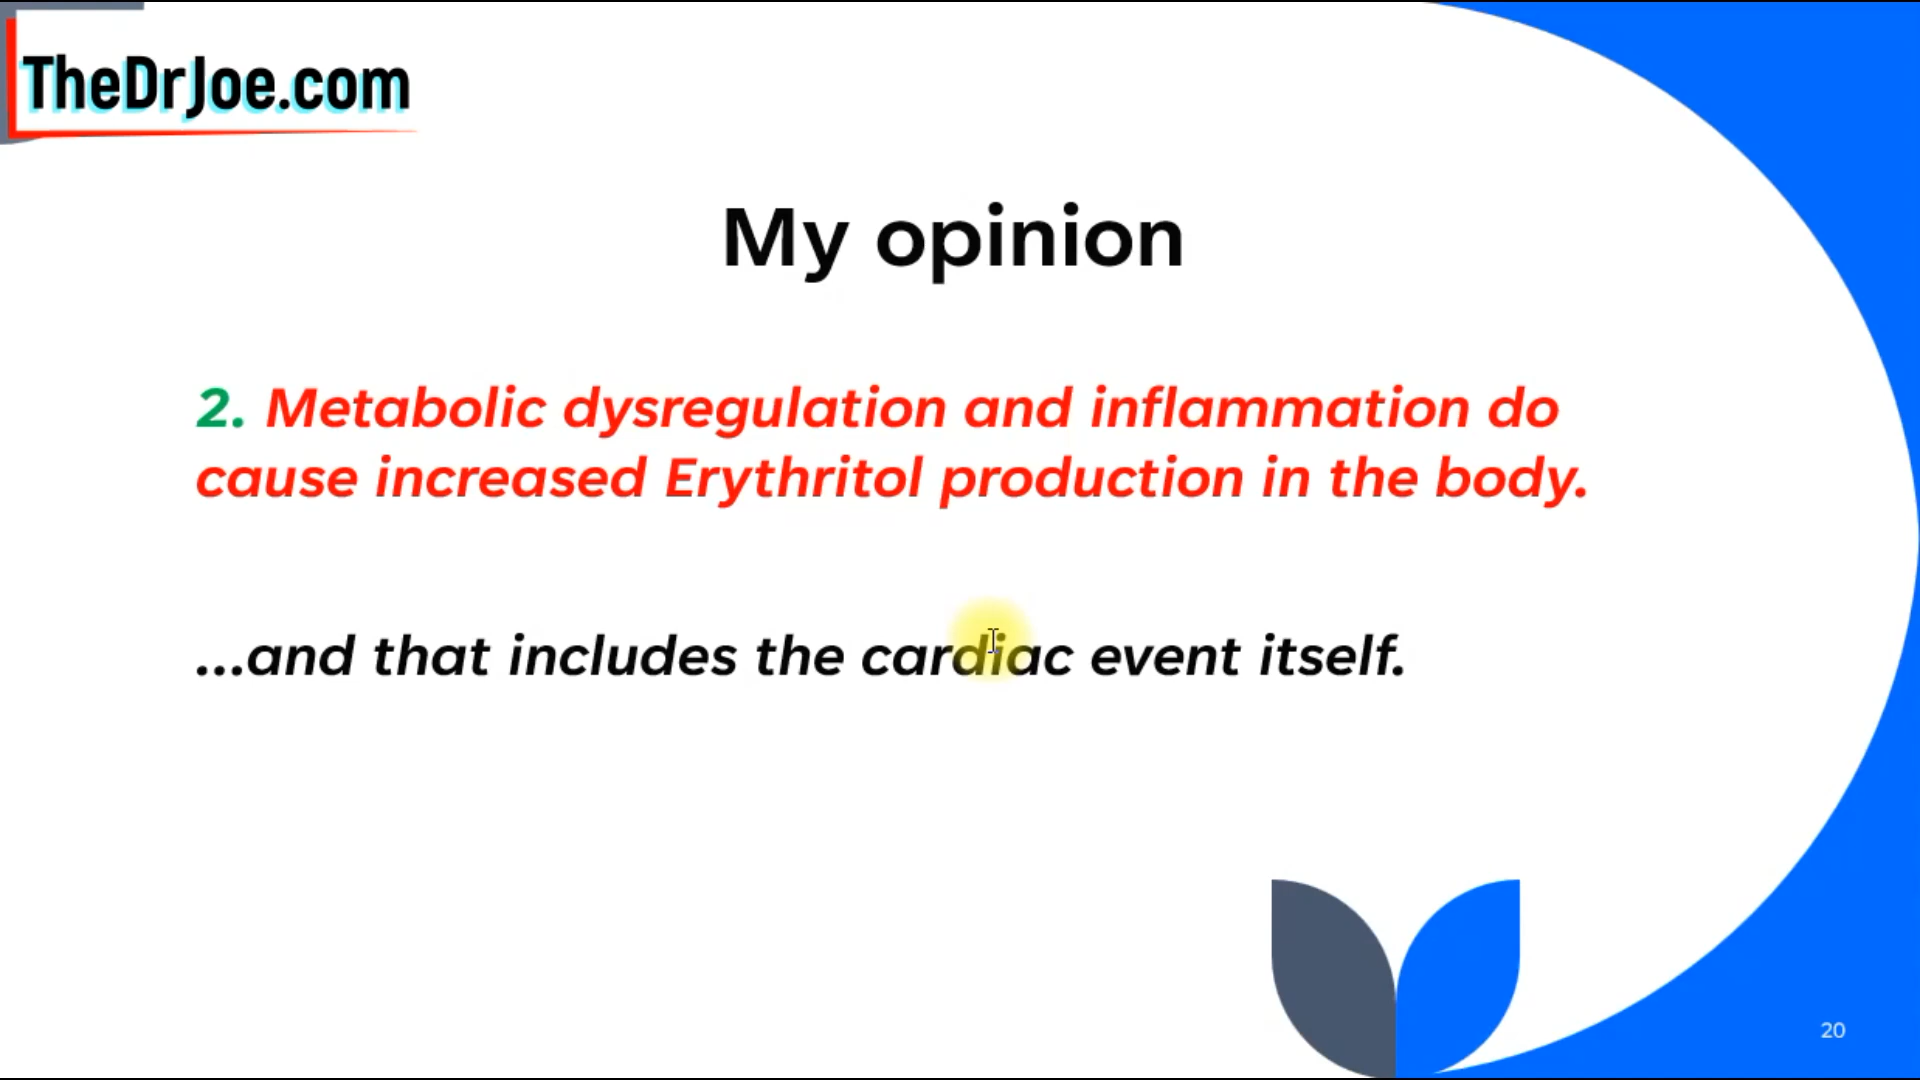 TheDrJoe.com
My opinion
2. Metabolic dysregulation and inflammation do
cause increased Erythritol production in the body.
...and that includes the cardiac event itself.
20